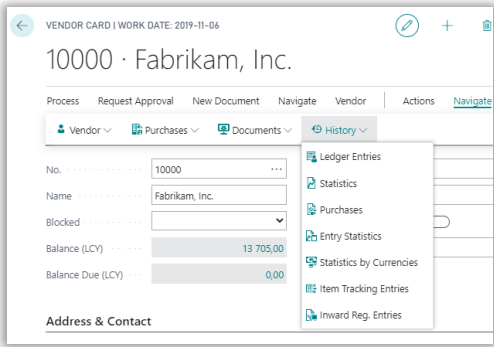 VENDOR CARD | WORK DATE: 2019-11-06
10000 · Fabrikam, Inc.
Process Request Approval New Document Navigate Vendor Actions Navigate
Vendor Purchases Documents History
No. 10000 ...
Name Fabrikam, Inc.
Blocked
Balance (LCY) 13 705,00
Balance Due (LCY) 0,00
Ledger Entries
Statistics
Purchases
Entry Statistics
Statistics by Currencies
Item Tracking Entries
Inward Reg. Entries
Address & Contact